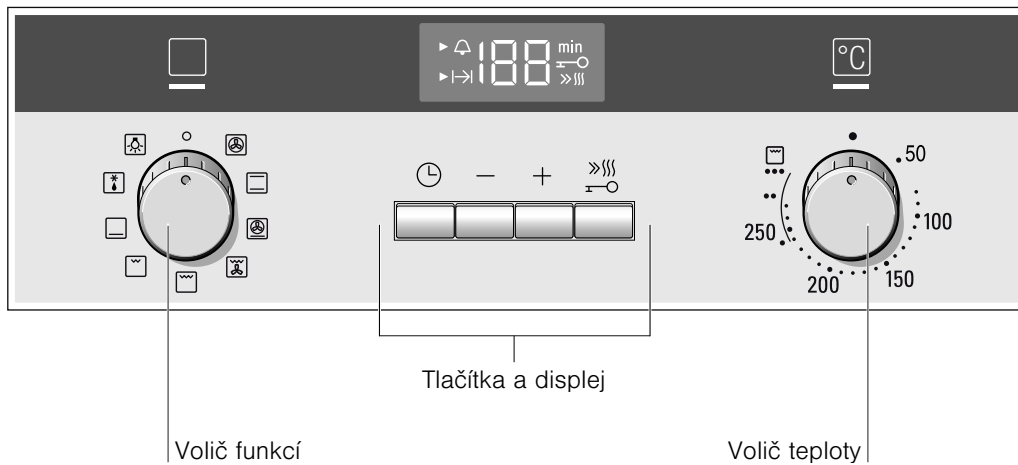 188 min
°C
50
100
150
200
250
− +
Tlačítka a displej
Volič funkcí
Volič teploty